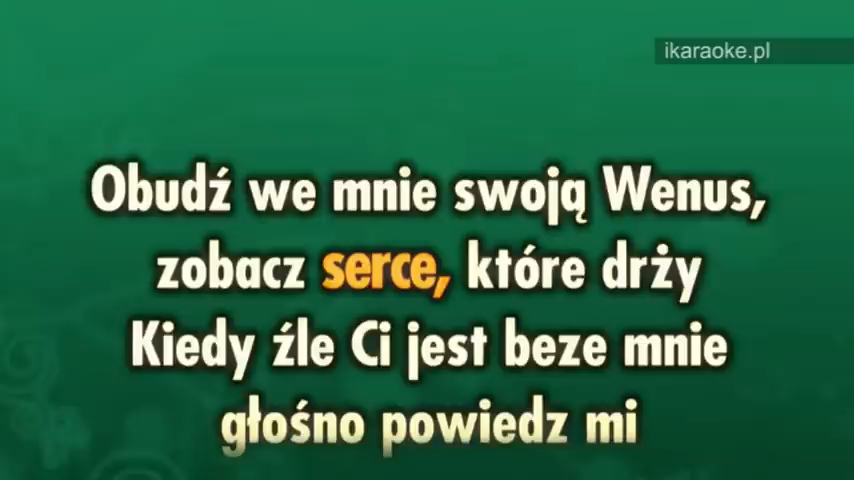 ikaraoke.pl
Obudź we mnie swoją Wenus,
zobacz serce, które drży
Kiedy źle Ci jest beze mnie
głośno powiedz mi